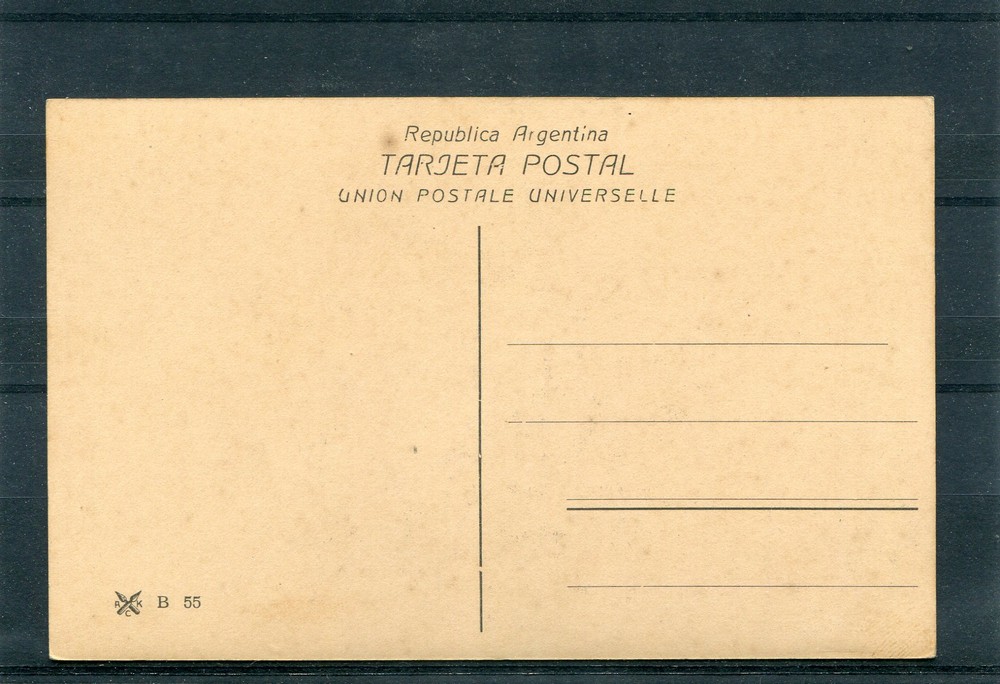 Republica Argentina
TARJETA POSTAL
UNION POSTALE UNIVERSELLE
R K
C
B 55